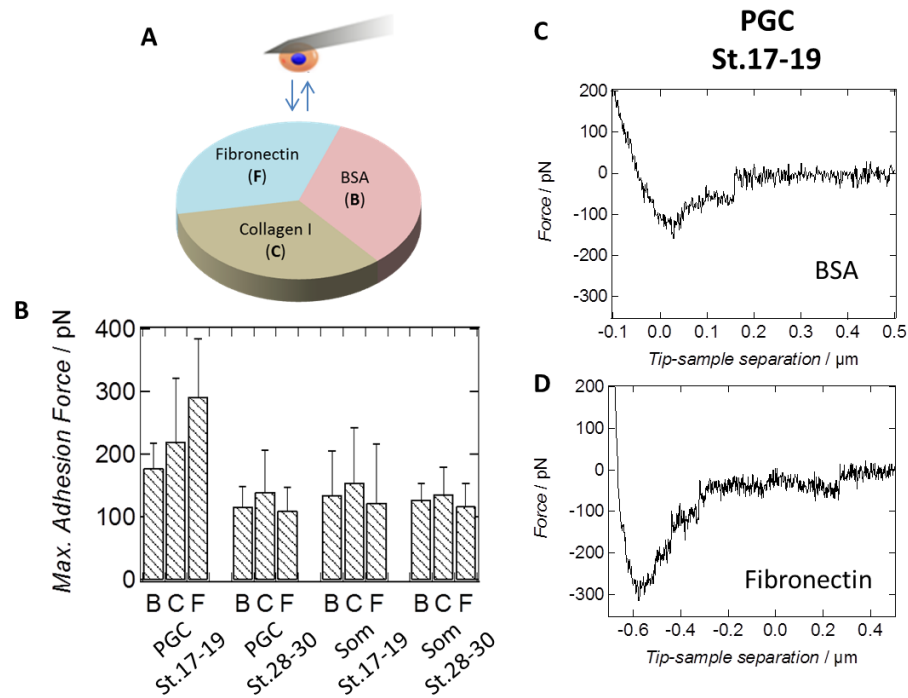 A
Fibronectin
(F)
BSA
(B)
Collagen I
(C)
B
Max. Adhesion Force / pN
400
300
200
100
0
B C F
B C F
B C F
B C F
PGC
St.17-19
PGC
St.28-30
Som
St.17-19
Som
St.28-30
PGC
St.17-19
C
Force / pN
200
100
0
-100
-200
-300
BSA
-0.1 0.0 0.1 0.2 0.3 0.4 0.5
Tip-sample separation / µm
D
Force / pN
200
100
0
-100
-200
-300
Fibronectin
-0.6 -0.4 -0.2 0.0 0.2 0.4
Tip-sample separation / µm